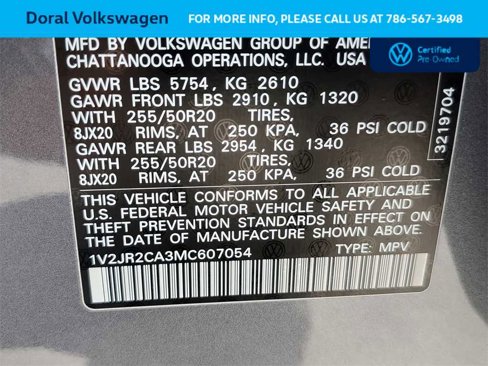 Doral Volkswagen
FOR MORE INFO, PLEASE CALL US AT 786-567-3498
Certified
Pre-Owned
MFD BY VOLKSWAGEN GROUP OF
CHATTANOOGA OPERATIONS, LLC. USA
GVWR LBS 5754 , KG 2610
GAWR FRONT LBS 2910, KG 1320
WITH 255/50R20 TIRES,
8JX20 RIMS, AT 250 KPA, 36 PSI COLD
GAWR REAR LBS 2954, KG 1340
WITH 255/50R20 TIRES,
8JX20 RIMS, AT 250 KPA, 36 PSI COLD
3219704
THIS VEHICLE CONFORMS TO ALL APPLICABLE
U.S. FEDERAL MOTOR VEHICLE SAFETY AND
THEFT PREVENTION STANDARDS IN EFFECT ON
THE DATE OF MANUFACTURE SHOWN ABOVE.
1V2JR2CA3MC607054 TYPE: MPV